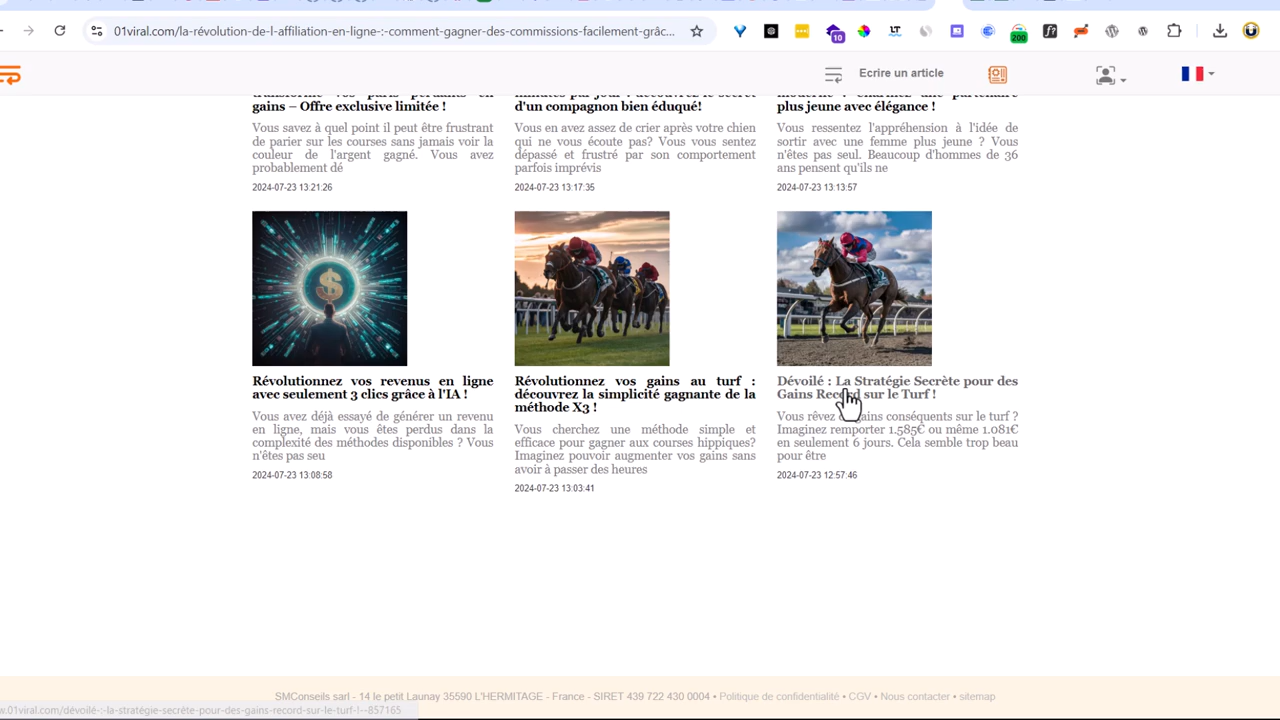 01viral.com/la-révolution-de-l-affiliation-en-ligne-:-comment-gagner-des-commissions-facilement-grâc...
10
LT
200
f?
Ecrire un article
gains – Offre exclusive limitée !
Vous savez à quel point il peut être frustrant
de parier sur les courses sans jamais voir la
couleur de l'argent gagné. Vous avez
probablement dé
2024-07-23 13:21:26
d'un compagnon bien éduqué!
Vous en avez assez de crier après votre chien
qui ne vous écoute pas? Vous vous sentez
dépassé et frustré par son comportement
parfois imprévis
2024-07-23 13:17:35
plus jeune avec élégance !
Vous ressentez l'appréhension à l'idée de
sortir avec une femme plus jeune ? Vous
n'êtes pas seul. Beaucoup d'hommes de 36
ans pensent qu'ils ne
2024-07-23 13:13:57
Révolutionnez vos revenus en ligne
avec seulement 3 clics grâce à l'IA !
Vous avez déjà essayé de générer un revenu
en ligne, mais vous êtes perdus dans la
complexité des méthodes disponibles ? Vous
n'êtes pas seu
2024-07-23 13:08:58
Révolutionnez vos gains au turf :
découvrez la simplicité gagnante de la
méthode X3 !
Vous cherchez une méthode simple et
efficace pour gagner aux courses hippiques?
Imaginez pouvoir augmenter vos gains sans
avoir à passer des heures
2024-07-23 13:03:41
Dévoilé : La Stratégie Secrète pour des
Gains Record sur le Turf !
Vous rêvez de gains conséquents sur le turf ?
Imaginez remporter 1.585€ ou même 1.081€
en seulement 6 jours. Cela semble trop beau
pour être
2024-07-23 12:57:46
SMConseils sarl - 14 le petit Launay 35590 L'HERMITAGE - France - SIRET 439 722 430 0004 • Politique de confidentialité • CGV • Nous contacter • sitemap
w.01viral.com/dévoilé-:-la-stratégie-secrète-pour-des-gains-record-sur-le-turf-!--857165